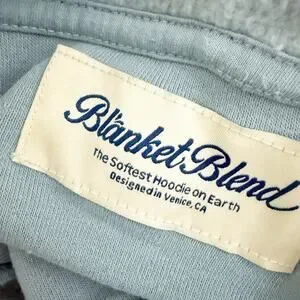 Blanket Blend
The Softest Hoodie on Earth
Designed in Venice, CA